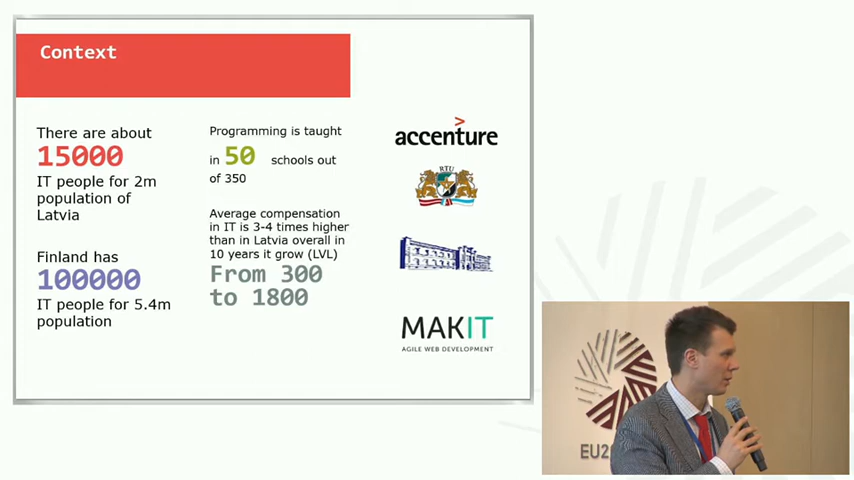 Context
There are about
15000
IT people for 2m
population of
Latvia
Finland has
100000
IT people for 5.4m
population
Programming is taught
in 50 schools out
of 350
Average compensation
in IT is 3-4 times higher
than in Latvia overall in
10 years it grow (LVL)
From 300
to 1800
>
accenture
RTU
MAKIT
AGILE WEB DEVELOPMENT